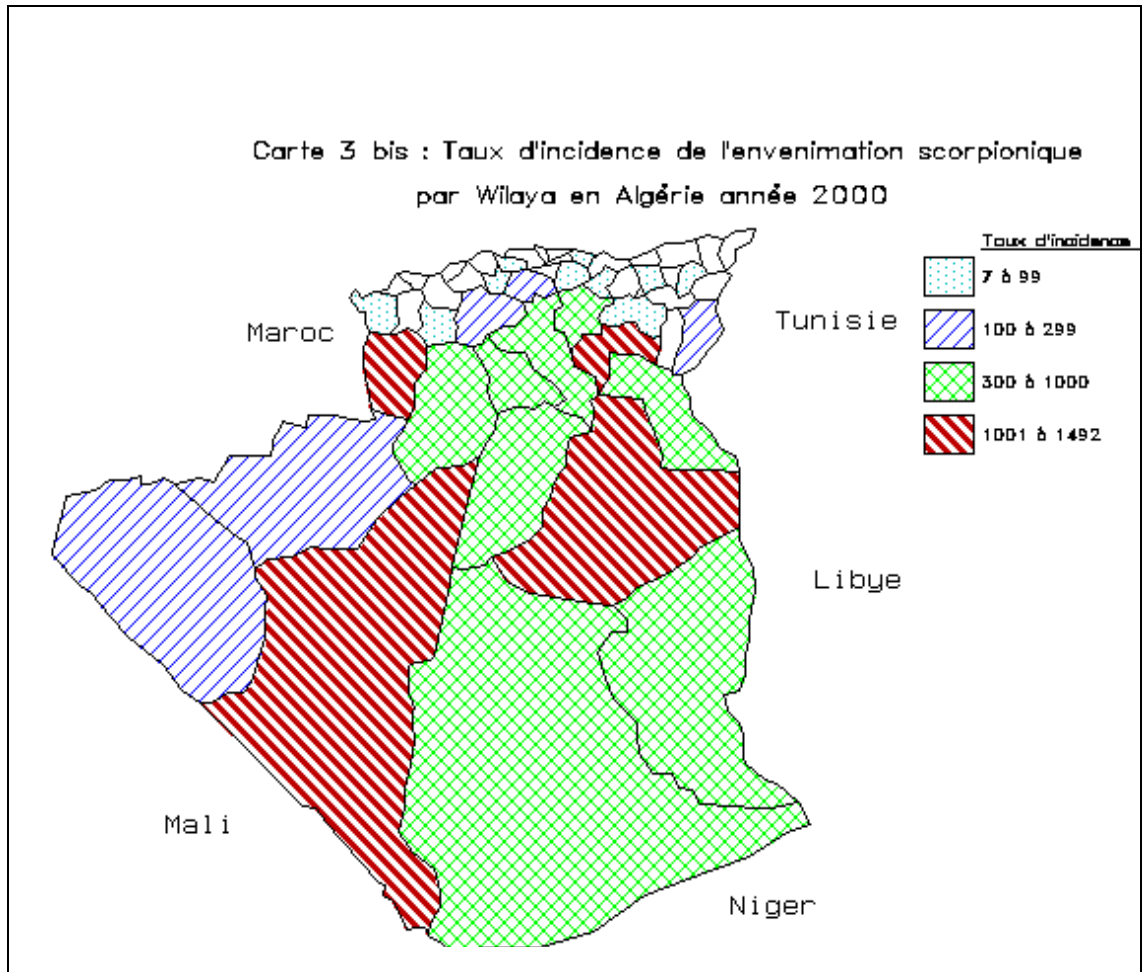 Carte 3 bis : Taux d'incidence de l'envenimation scorpionique
par Wilaya en Algérie année 2000
Taux d'incidence
7 à 99
100 à 299
300 à 1000
1001 à 1492
Maroc
Tunisie
Libye
Mali
Niger